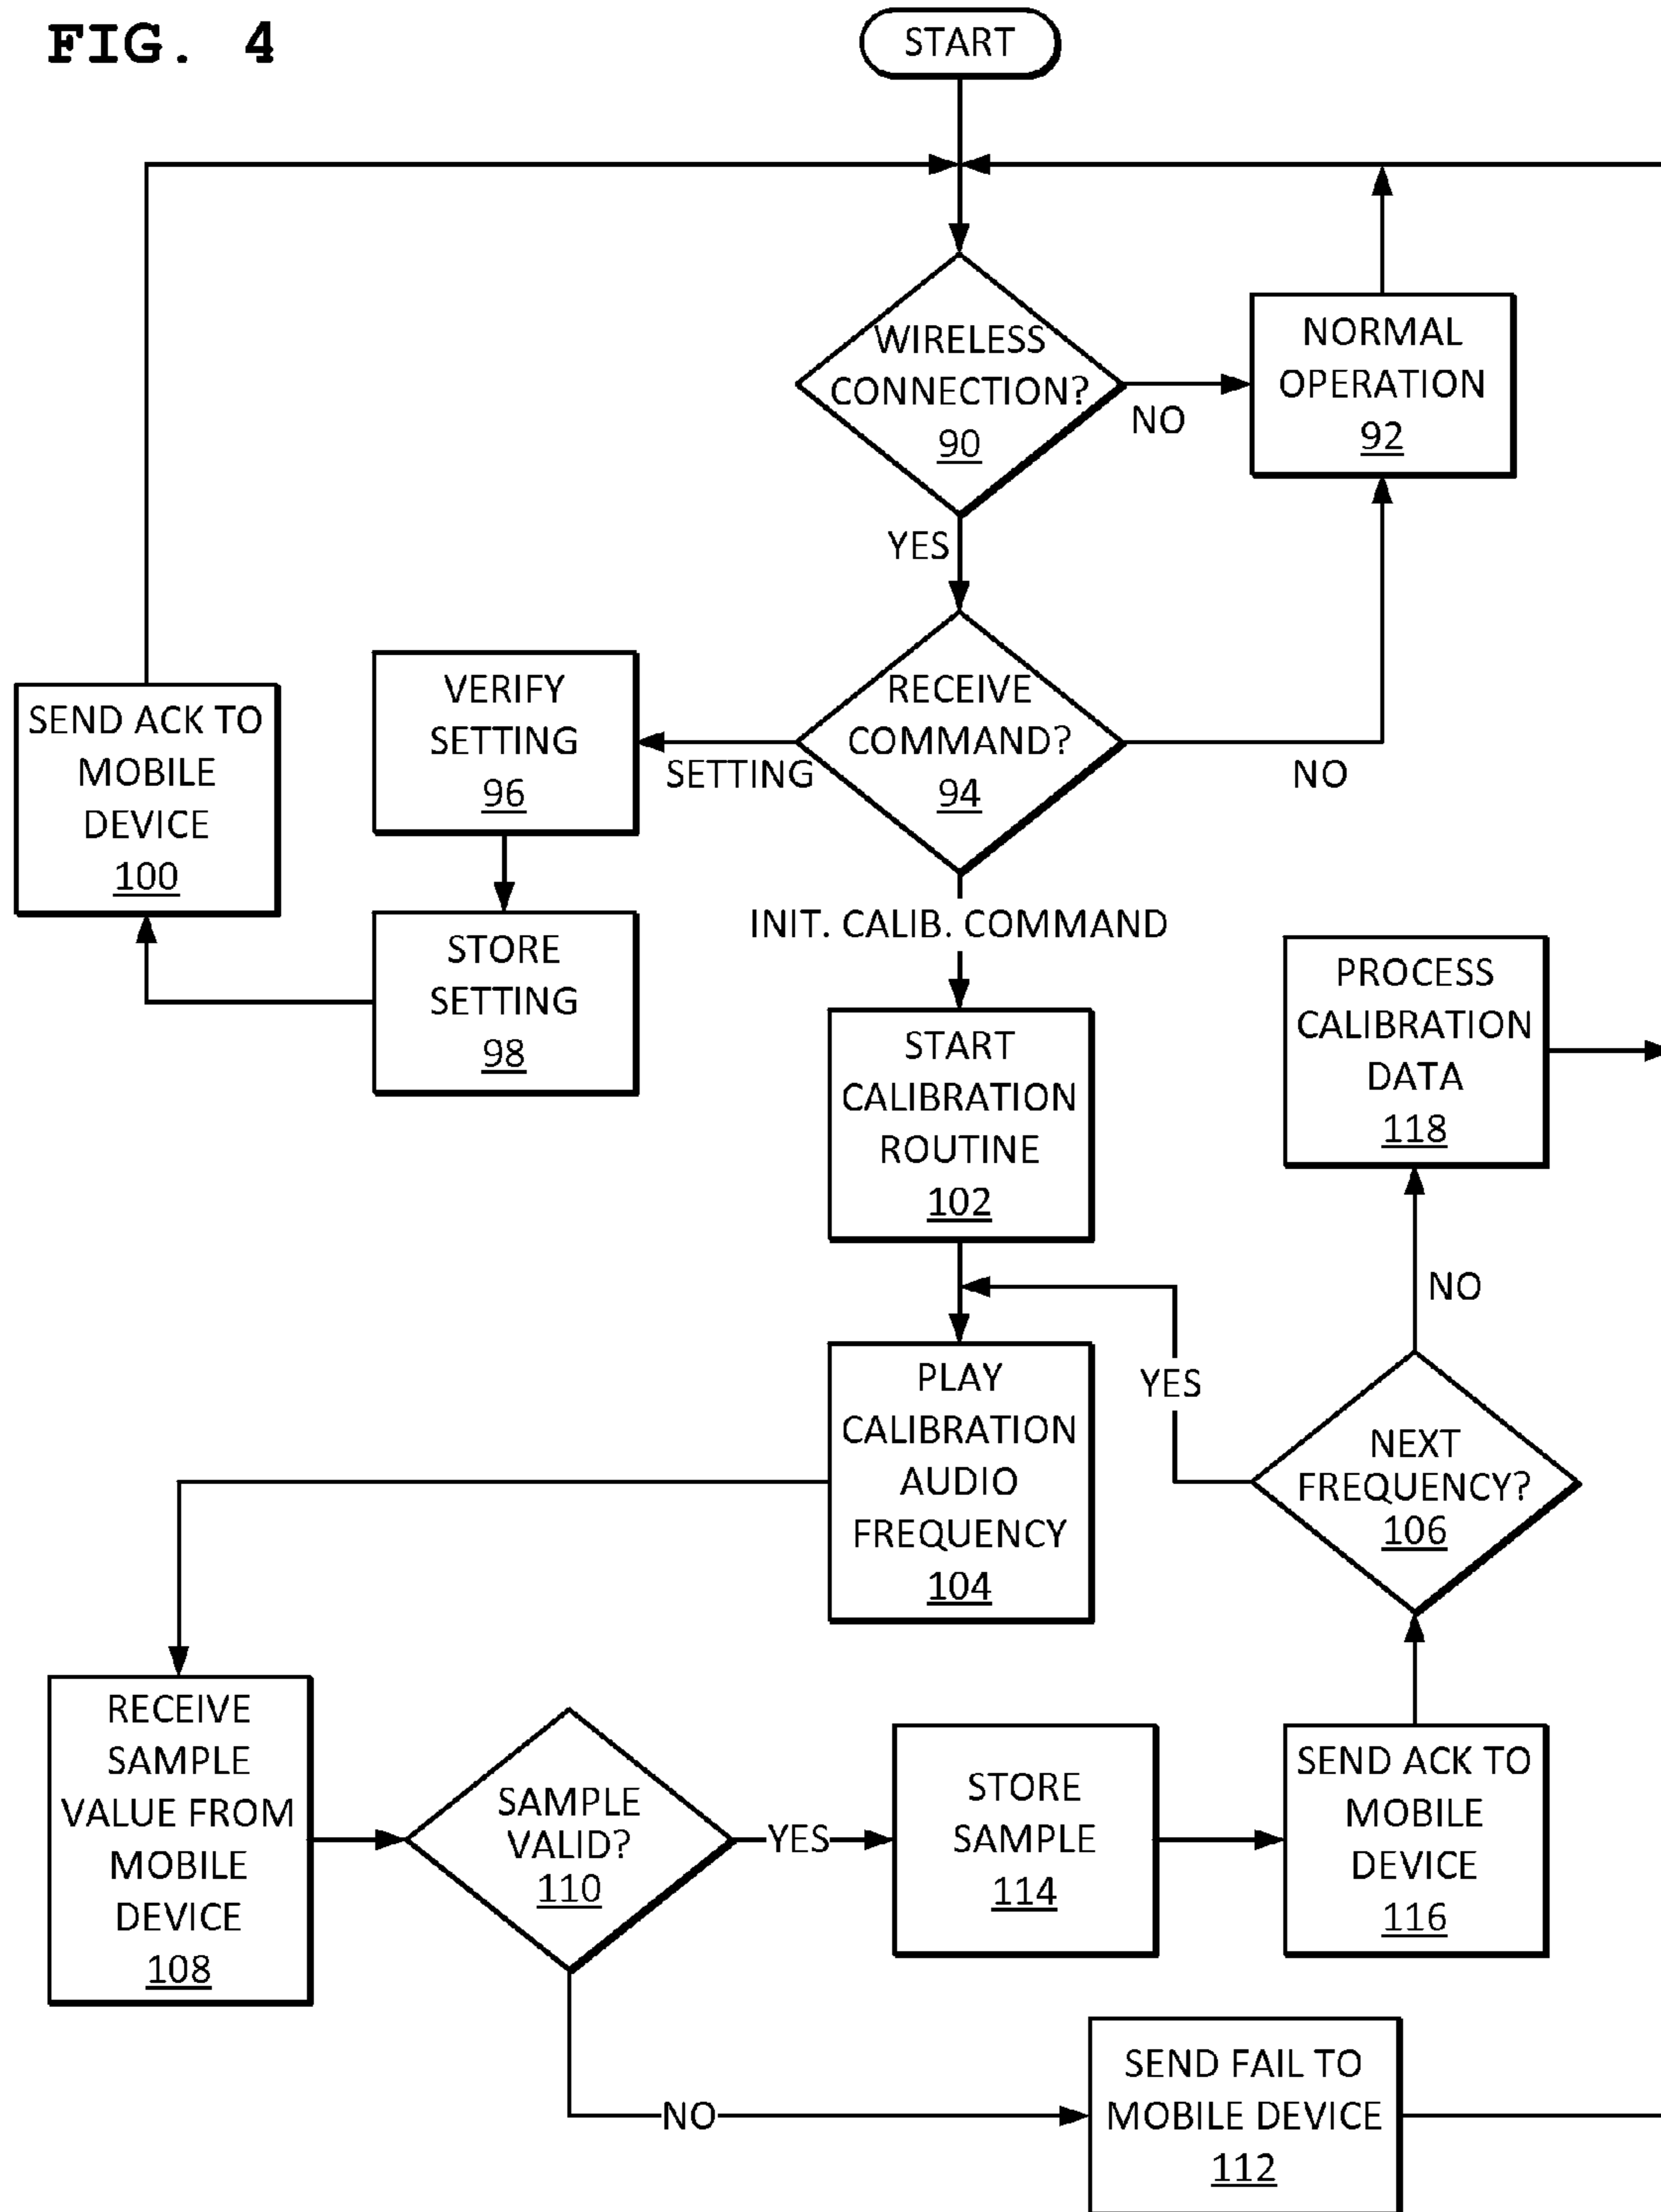 FIG. 4
START
WIRELESS
CONNECTION?
90
NO
NORMAL
OPERATION
92
YES
RECEIVE
COMMAND?
94
SETTING
NO
VERIFY
SETTING
96
STORE
SETTING
98
SEND ACK TO
MOBILE
DEVICE
100
INIT. CALIB. COMMAND
START
CALIBRATION
ROUTINE
102
PLAY
CALIBRATION
AUDIO
FREQUENCY
104
YES
NEXT
FREQUENCY?
106
NO
PROCESS
CALIBRATION
DATA
118
RECEIVE
SAMPLE
VALUE FROM
MOBILE
DEVICE
108
SAMPLE
VALID?
110
YES
STORE
SAMPLE
114
SEND ACK TO
MOBILE
DEVICE
116
NO
SEND FAIL TO
MOBILE DEVICE
112